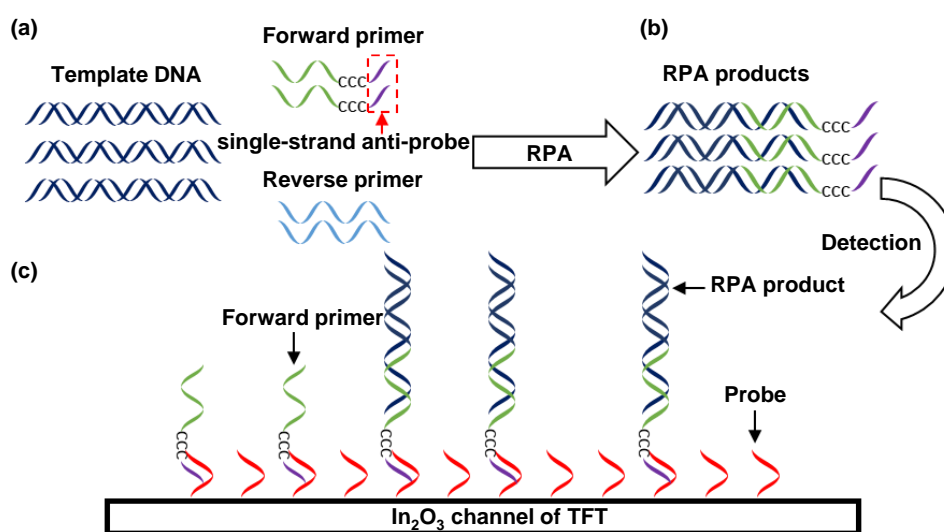 (a)
Template DNA
Forward primer
CCC
CCC
single-strand anti-probe
Reverse primer
RPA
(b)
RPA products
CCC
CCC
CCC
Detection
(c)
Forward primer
RPA product
Probe
CCC
CCC
CCC
CCC
CCC
In₂O₃ channel of TFT